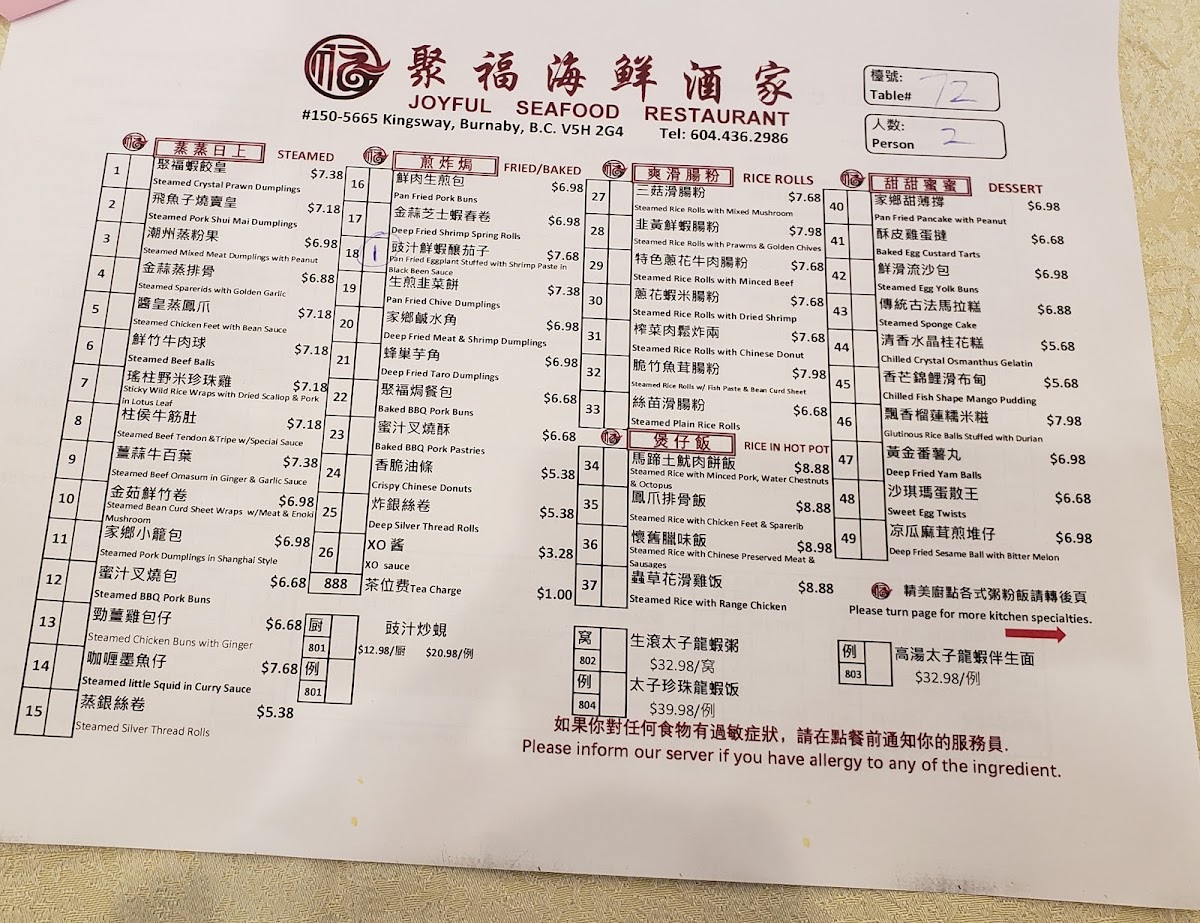 福
聚福海鮮酒家
JOYFUL SEAFOOD RESTAURANT
#150-5665 Kingsway, Burnaby, B.C. V5H 2G4 Tel: 604.436.2986
檯號:
Table# 72
人數:
Person 2
蒸蒸日上 STEAMED
1 聚福蝦餃皇 $7.38
Steamed Crystal Prawn Dumplings
2 飛魚子燒賣皇 $7.18
Steamed Pork Shui Mai Dumplings
3 潮州蒸粉果 $6.98
Steamed Mixed Meat Dumplings with Peanut
4 金蒜蒸排骨 $6.88
Steamed Sparerids with Golden Garlic
5 醬皇蒸鳳爪 $7.18
Steamed Chicken Feet with Bean Sauce
6 鮮竹牛肉球 $7.18
Steamed Beef Balls
7 瑤柱野米珍珠雞 $7.18
Sticky Wild Rice Wraps with Dried Scallop & Pork
in Lotus Leaf
8 柱侯牛筋肚 $7.18
Steamed Beef Tendon &Tripe w/Speciai Sauce
9 薑蒜牛百葉 $7.38
Steamed Beef Omasum in Ginger & Garlic Sauce
10 金茹鮮竹卷 $6.98
Steamed Bean Curd Sheet Wraps w/Meat & Enoki
Mushroom
11 家鄉小籠包 $6.98
Steamed Pork Dumplings in Shanghai Style
12 蜜汁叉燒包 $6.68
Steamed BBQ Pork Buns
13 勁薑雞包仔 $6.68
Steamed Chicken Buns with Ginger
14 咖喱墨魚仔 $7.68
Steamed little Squid in Curry Sauce
15 蒸銀絲卷 $5.38
Steamed Silver Thread Rolls
煎炸焗 FRIED/BAKED
16 鮮肉生煎包 $6.98
Pan Fried Pork Buns
17 金蒜芝士蝦春卷 $6.98
Deep Fried Shrimp Spring Rolls
18 1 豉汁鮮蝦釀茄子 $7.68
Pan Fried Eggplant Stuffed with Shrimp Paste in
Black Been Sauce
19 生煎韭菜餅 $7.38
Pan Fried Chive Dumplings
20 家鄉鹹水角 $6.98
Deep Fried Meat & Shrimp Dumplings
21 蜂巢芋角 $6.98
Deep Fried Taro Dumplings
22 聚福焗餐包 $6.68
Baked BBQ Pork Buns
23 蜜汁叉燒酥 $6.68
Baked BBQ Pork Pastries
24 香脆油條 $5.38
Crispy Chinese Donuts
25 炸銀絲卷 $5.38
Deep Silver Thread Rolls
26 XO 酱 $3.28
XO sauce
888 茶位费Tea Charge $1.00
厨 801 豉汁炒蜆
例 801 $12.98/厨 $20.98/例
爽滑腸粉 RICE ROLLS
27 三菇滑腸粉 $7.68
Steamed Rice Rolls with Mixed Mushroom
28 韭黃鮮蝦腸粉 $7.98
Steamed Rice Rolls with Prawms & Golden Chives
29 特色蔥花牛肉腸粉 $7.68
Steamed Rice Rolls with Minced Beef
30 蔥花蝦米腸粉 $7.68
Steamed Rice Rolls with Dried Shrimp
31 榨菜肉鬆炸兩 $7.68
Steamed Rice Rolls with Chinese Donut
32 脆竹魚茸腸粉 $7.98
Steamed Rice Rolls w/ Fish Paste & Bean Curd Sheet
33 絲苗滑腸粉 $6.68
Steamed Plain Rice Rolls
煲仔飯 RICE IN HOT POT
34 馬蹄土魷肉餅飯 $8.88
Steamed Rice with Minced Pork, Water Chestnuts
& Octopus
35 鳳爪排骨飯 $8.88
Steamed Rice with Chicken Feet & Sparerib
36 懷舊臘味飯 $8.98
Steamed Rice with Chinese Preserved Meat &
Sausages
37 蟲草花滑雞饭 $8.88
Steamed Rice with Range Chicken
窝 802 生滾太子龍蝦粥
$32.98/窝
例 804 太子珍珠龍蝦饭
$39.98/例
甜甜蜜蜜 DESSERT
40 家鄉甜薄撐 $6.98
Pan Fried Pancake with Peanut
41 酥皮雞蛋撻 $6.68
Baked Egg Custard Tarts
42 鮮滑流沙包 $6.98
Steamed Egg Yolk Buns
43 傳統古法馬拉糕 $6.88
Steamed Sponge Cake
44 清香水晶桂花糕 $5.68
Chilled Crystal Osmanthus Gelatin
45 香芒錦鯉滑布甸 $5.68
Chilled Fish Shape Mango Pudding
46 飄香榴蓮糯米糍 $7.98
Glutinous Rice Balls Stuffed with Durian
47 黃金番薯丸 $6.98
Deep Fried Yam Balls
48 沙琪瑪蛋散王 $6.68
Sweet Egg Twists
49 凉瓜麻茸煎堆仔 $6.98
Deep Fried Sesame Ball with Bitter Melon
精美廚點各式粥粉飯請轉後頁
Please turn page for more kitchen specialties.
例 803 高湯太子龍蝦伴生面
$32.98/例
如果你對任何食物有過敏症狀，請在點餐前通知你的服務員.
Please inform our server if you have allergy to any of the ingredient.